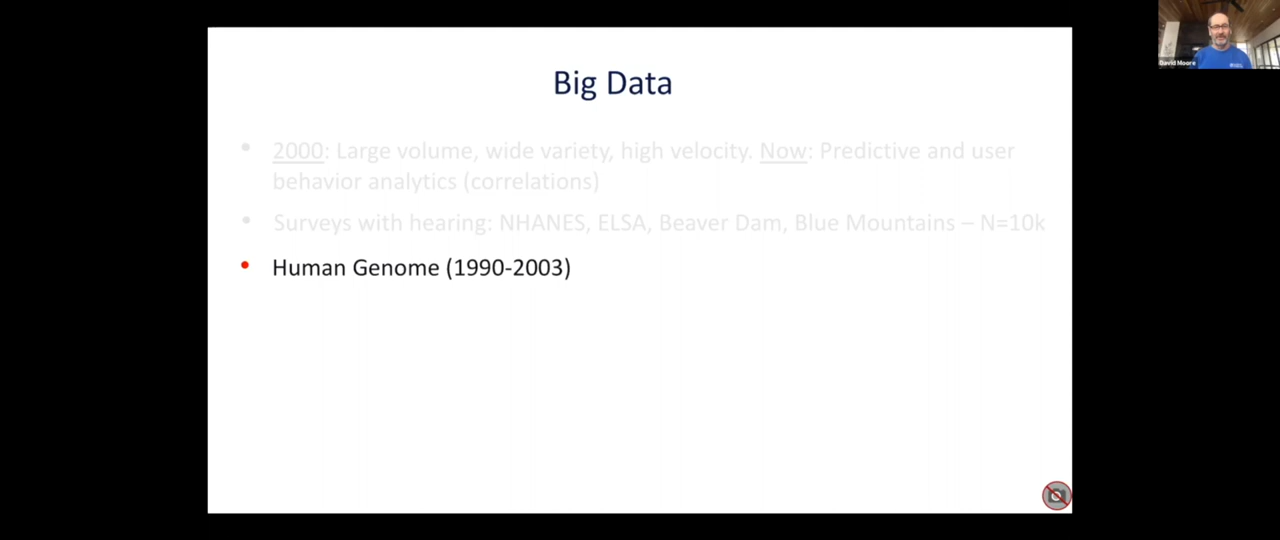 Big Data
• 2000: Large volume, wide variety, high velocity. Now: Predictive and user
behavior analytics (correlations)
• Surveys with hearing: NHANES, ELSA, Beaver Dam, Blue Mountains – N=10k
• Human Genome (1990-2003)
David Moore